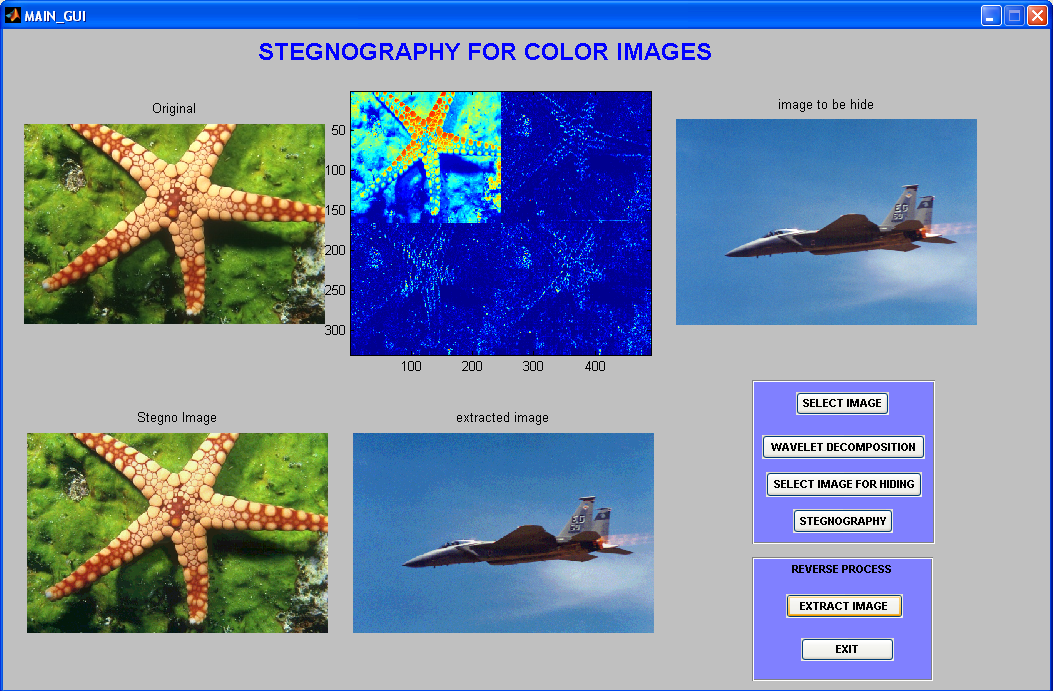 MAIN_GUI
STEGNOGRAPHY FOR COLOR IMAGES
Original
image to be hide
50
100
150
200
250
300
100 200 300 400
Stegno Image
extracted image
SELECT IMAGE
WAVELET DECOMPOSITION
SELECT IMAGE FOR HIDING
STEGNOGRAPHY
REVERSE PROCESS
EXTRACT IMAGE
EXIT